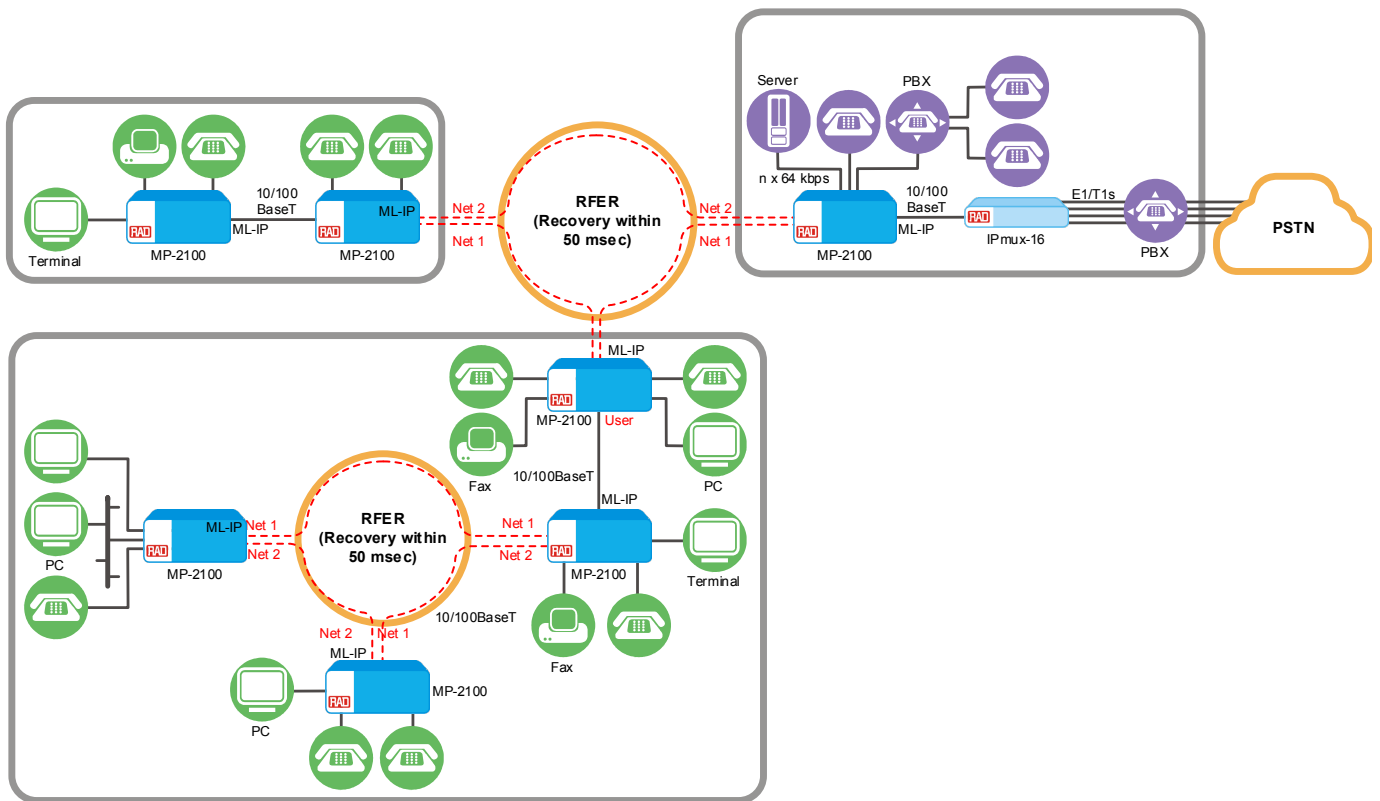 Server
PBX
n x 64 kbps
10/100
BaseT
ML-IP
E1/T1s
RAD
MP-2100
RAD
IPmux-16
PBX
PSTN
Terminal
RAD
MP-2100
10/100
BaseT
ML-IP
ML-IP
RAD
MP-2100
Net 2
Net 1
RFER
(Recovery within
50 msec)
Net 2
Net 1
ML-IP
RAD
MP-2100
User
Fax
PC
10/100BaseT
ML-IP
PC
ML-IP
RAD
MP-2100
Net 1
Net 2
RFER
(Recovery within
50 msec)
Net 1
Net 2
RAD
MP-2100
Terminal
Fax
10/100BaseT
Net 2
Net 1
ML-IP
RAD
MP-2100
PC